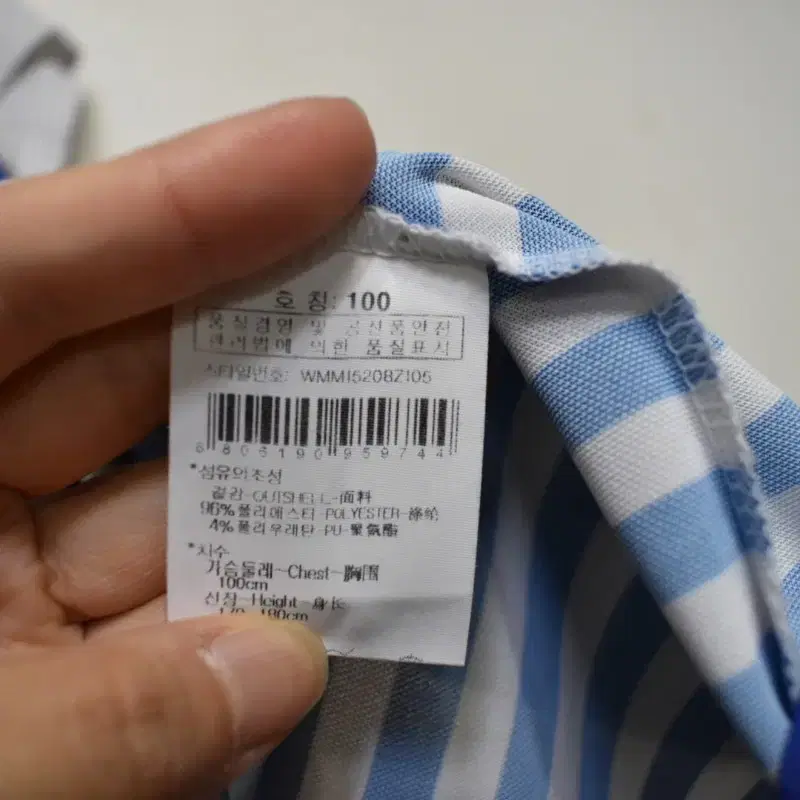 호 칭: 100
품질경영 및 공산품안전
관리법에 의한 품질표시
스타일번호: WMM15208Z105
8 806190 959744
*섬유의조성
겉감-OUTSHELL-面料
96% 폴리에스터-POLYESTER-涤纶
4% 폴리우레탄-PU-聚氨酯
*치수
가슴둘레-Chest-胸围
100cm
신장-Height-身长
170 180cm